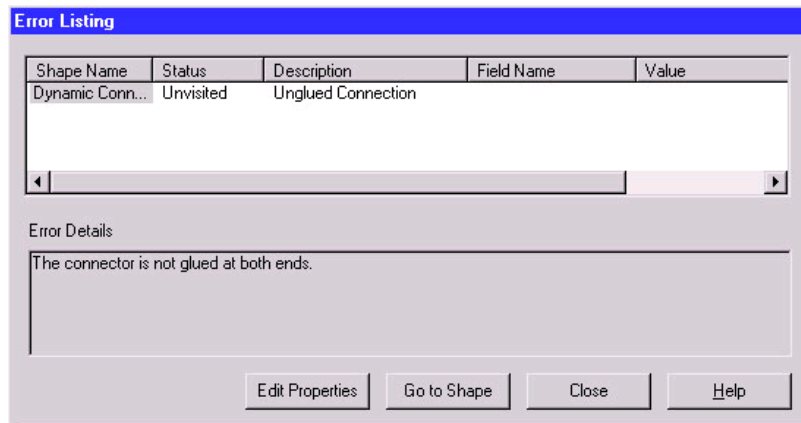 Error Listing
Shape Name Status Description Field Name Value
Dynamic Conn... Unvisited Unglued Connection
Error Details
The connector is not glued at both ends.
Edit Properties Go to Shape Close Help